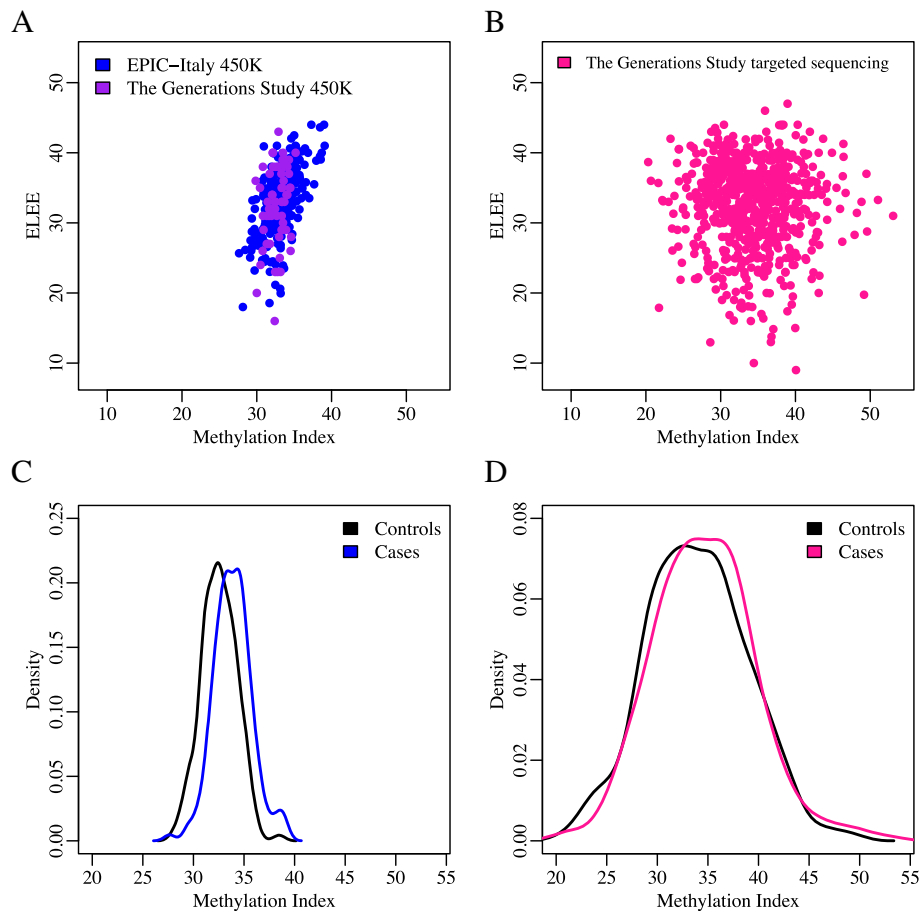 A
EPIC−Italy 450K
The Generations Study 450K
ELEE
50
40
30
20
10
10 20 30 40 50
Methylation Index
B
The Generations Study targeted sequencing
ELEE
50
40
30
20
10
10 20 30 40 50
Methylation Index
C
Controls
Cases
Density
0.25
0.20
0.15
0.10
0.05
0.00
20 25 30 35 40 45 50 55
Methylation Index
D
Controls
Cases
Density
0.08
0.06
0.04
0.02
0.00
20 25 30 35 40 45 50 55
Methylation Index